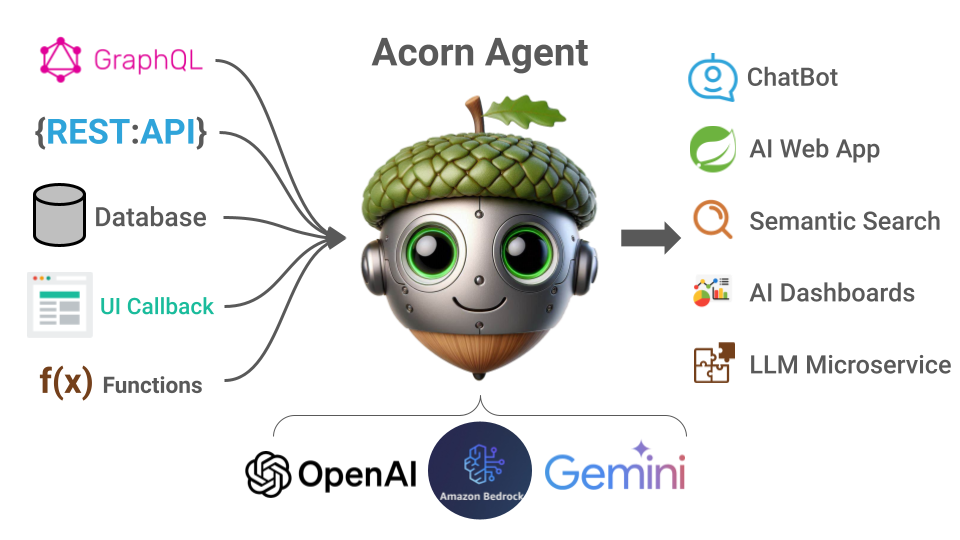 Acorn Agent
GraphQL
{REST:API}
Database
UI Callback
f(x) Functions
ChatBot
AI Web App
Semantic Search
AI Dashboards
LLM Microservice
OpenAI
Amazon Bedrock
Gemini